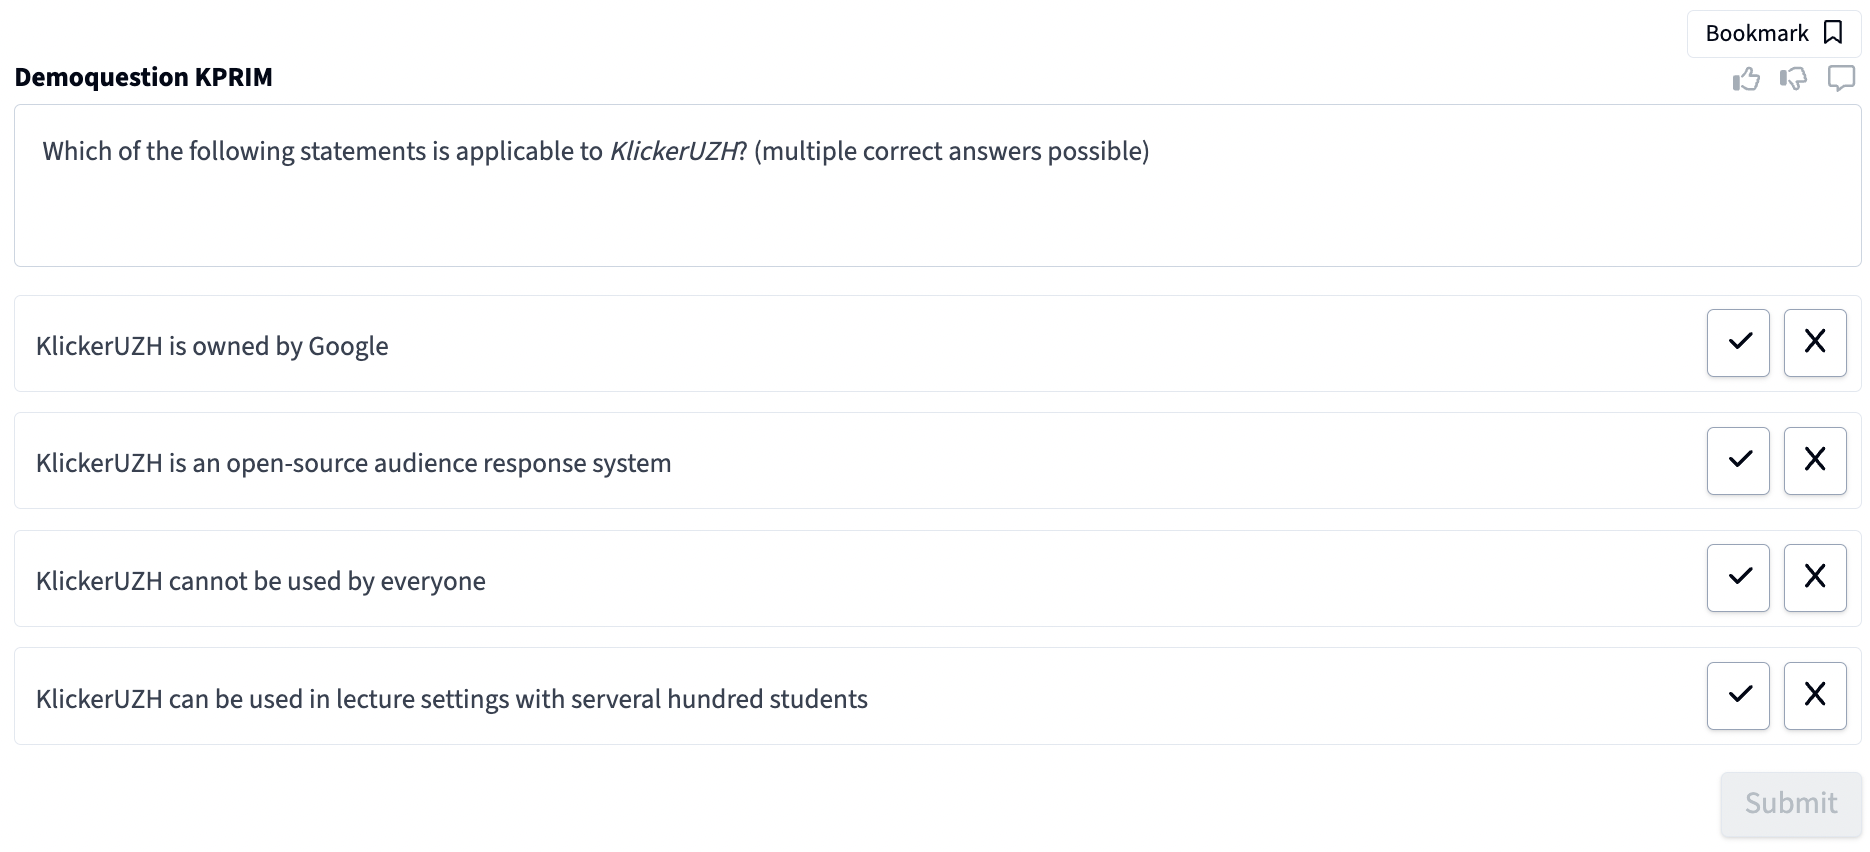 Bookmark
Demoquestion KPRIM
Which of the following statements is applicable to KlickerUZH? (multiple correct answers possible)
KlickerUZH is owned by Google
KlickerUZH is an open-source audience response system
KlickerUZH cannot be used by everyone
KlickerUZH can be used in lecture settings with serveral hundred students
Submit